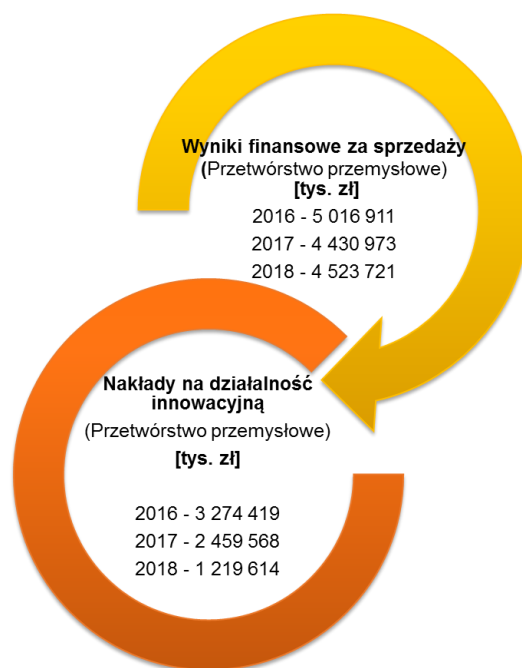 Wyniki finansowe za sprzedaży
(Przetwórstwo przemysłowe)
[tys. zł]
2016 - 5 016 911
2017 - 4 430 973
2018 - 4 523 721
Nakłady na działalność
innowacyjną
(Przetwórstwo przemysłowe)
[tys. zł]
2016 - 3 274 419
2017 - 2 459 568
2018 - 1 219 614